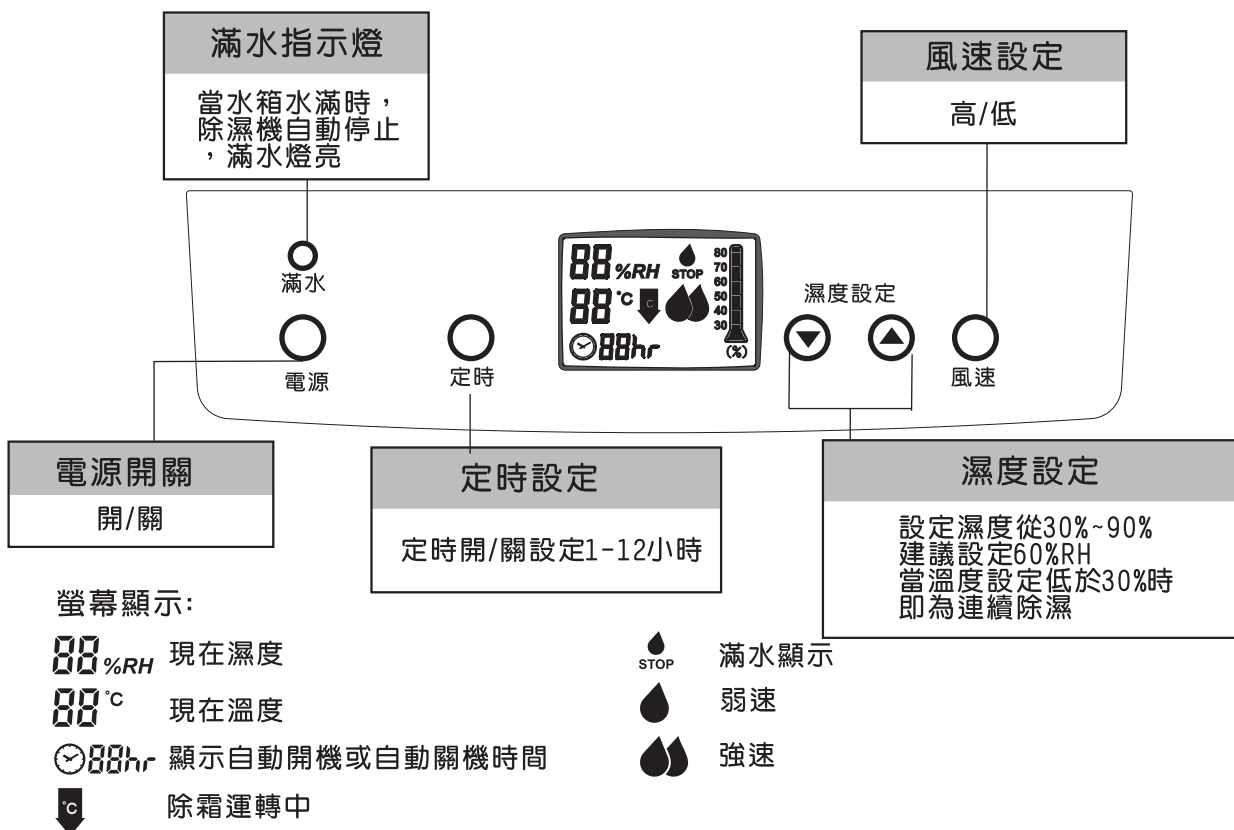 滿水指示燈
當水箱水滿時，
除濕機自動停止
，滿水燈亮
風速設定
高/低
滿水
電源
定時
88 %RH
88 °C
88hr
STOP
C
80
70
60
50
40
30
(%)
濕度設定
風速
電源開關
開/關
定時設定
定時開/關設定1-12小時
濕度設定
設定濕度從30%~90%
建議設定60%RH
當溫度設定低於30%時
即為連續除濕
螢幕顯示:
88 %RH 現在濕度
88 °C 現在溫度
88hr 顯示自動開機或自動關機時間
°C 除霜運轉中
STOP 滿水顯示
弱速
強速